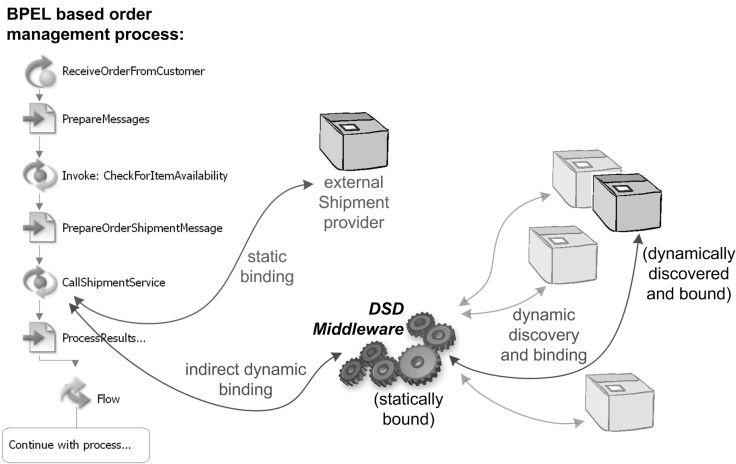 BPEL based order
management process:
ReceiveOrderFromCustomer
PrepareMessages
Invoke: CheckForItemAvailability
PrepareOrderShipmentMessage
CallShipmentService
ProcessResults...
Flow
Continue with process...
external
Shipment
provider
static
binding
indirect dynamic
binding
DSD
Middleware
(statically
bound)
dynamic
discovery
and binding
(dynamically
discovered
and bound)